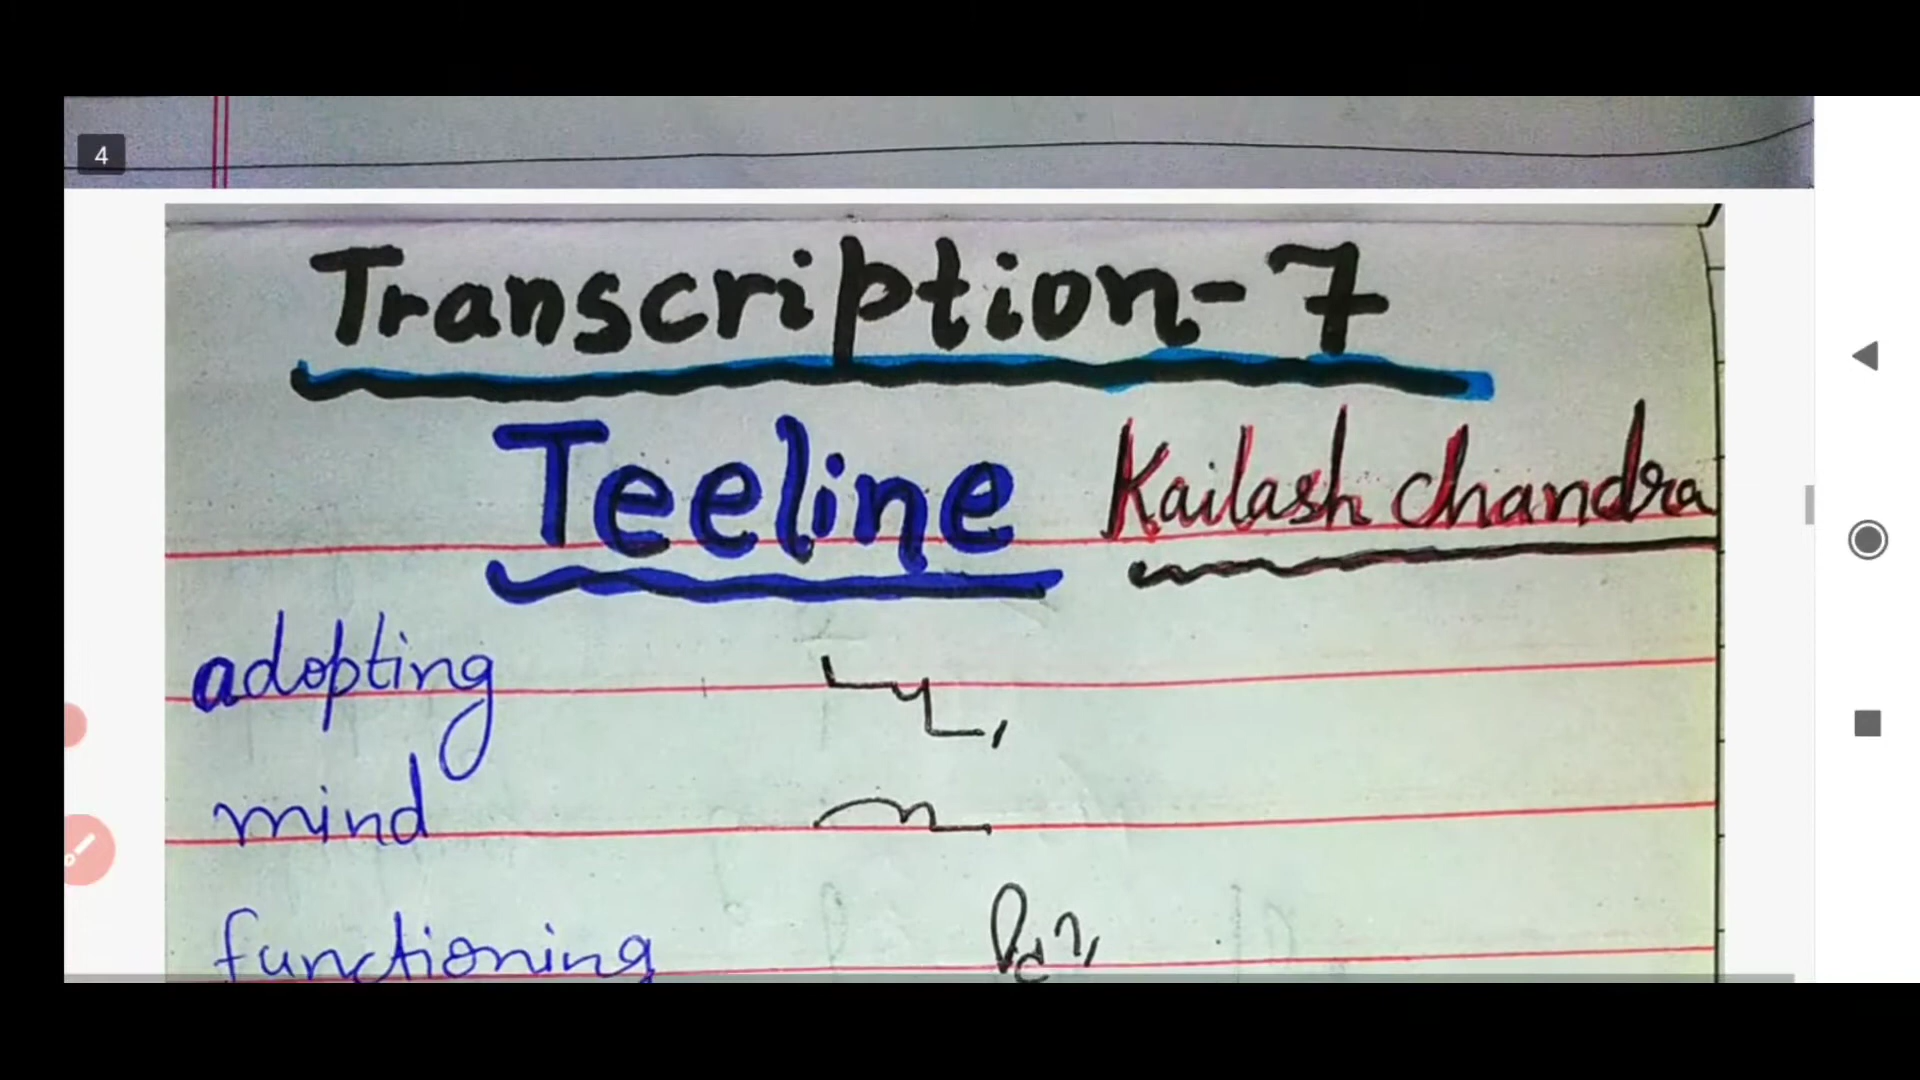 4
Transcription-7
Teeline Kailash Chandra
adopting
mind
functioning